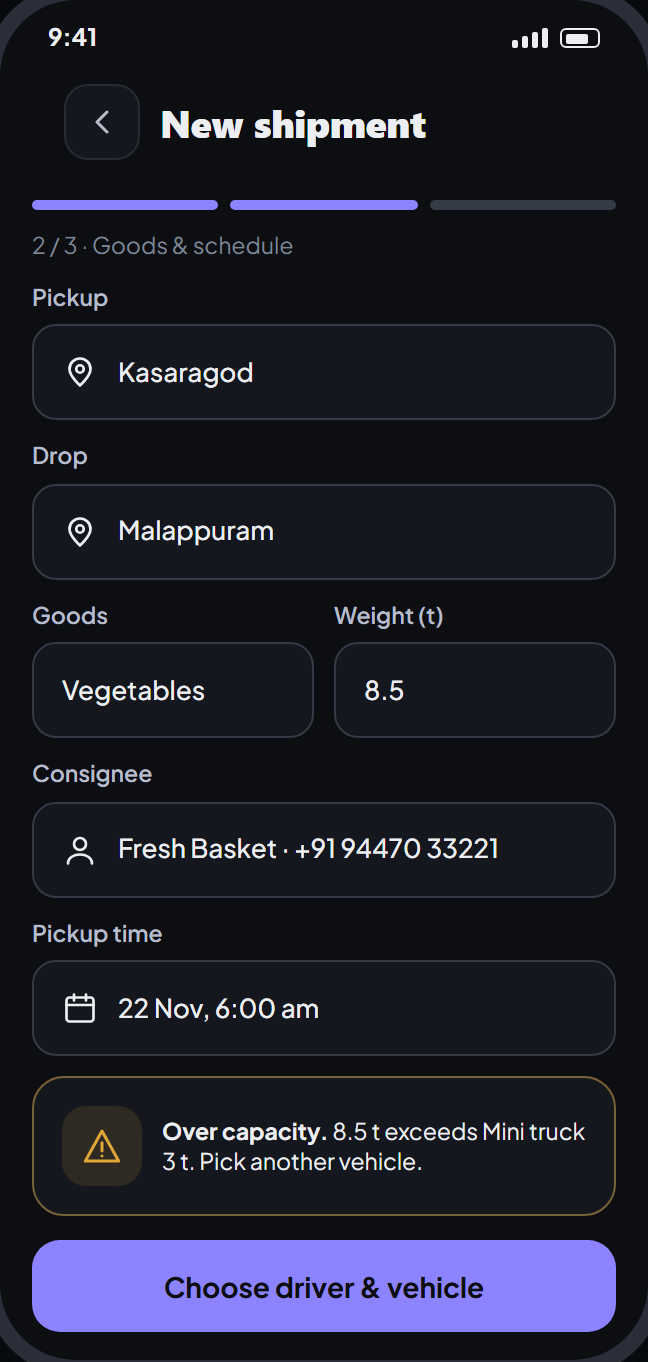 9:41
New shipment
2 / 3 · Goods & schedule
Pickup
Kasaragod
Drop
Malappuram
Goods
Weight (t)
Vegetables
8.5
Consignee
Fresh Basket · +91 94470 33221
Pickup time
22 Nov, 6:00 am
Over capacity. 8.5 t exceeds Mini truck
3 t. Pick another vehicle.
Choose driver & vehicle